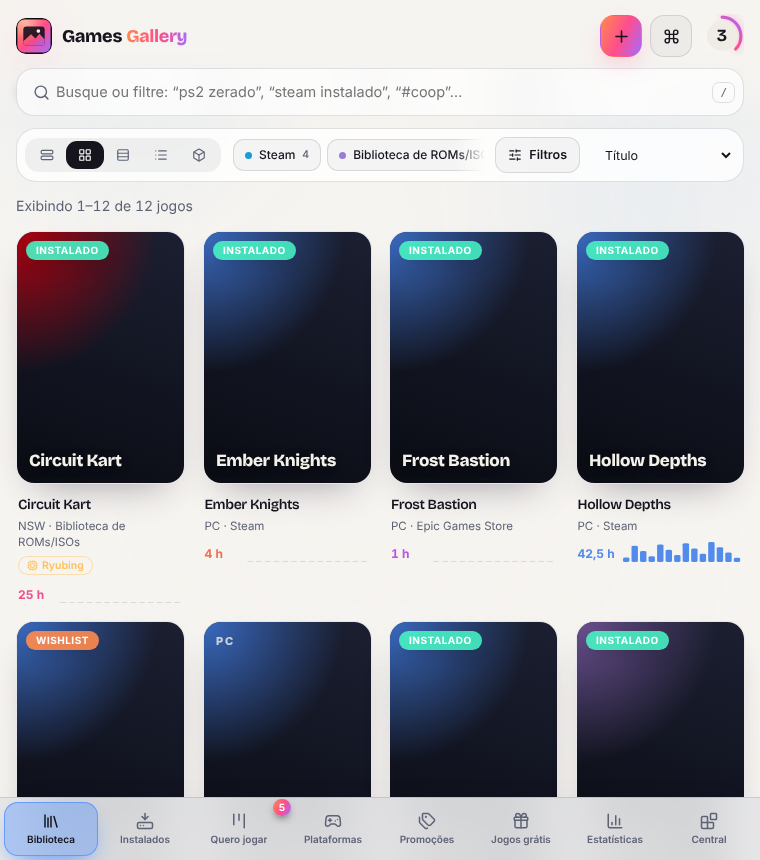 Games Gallery
3
Busque ou filtre: “ps2 zerado”, “steam instalado”, “#coop”...
/
Steam 4
Biblioteca de ROMs/ISO
Filtros
Título
Exibindo 1–12 de 12 jogos
INSTALADO
INSTALADO
INSTALADO
INSTALADO
Circuit Kart
Ember Knights
Frost Bastion
Hollow Depths
Circuit Kart
NSW · Biblioteca de
ROMs/ISOs
Ryubing
25 h
Ember Knights
PC · Steam
4 h
Frost Bastion
PC · Epic Games Store
1 h
Hollow Depths
PC · Steam
42,5 h
WISHLIST
PC
INSTALADO
INSTALADO
Biblioteca
Instalados
Quero jogar
5
Plataformas
Promoções
Jogos grátis
Estatísticas
Central